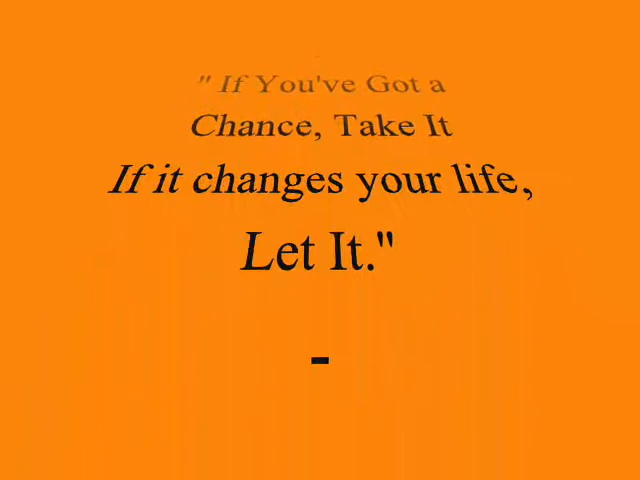 " If You've Got a
Chance, Take It
If it changes your life,
Let It."
-